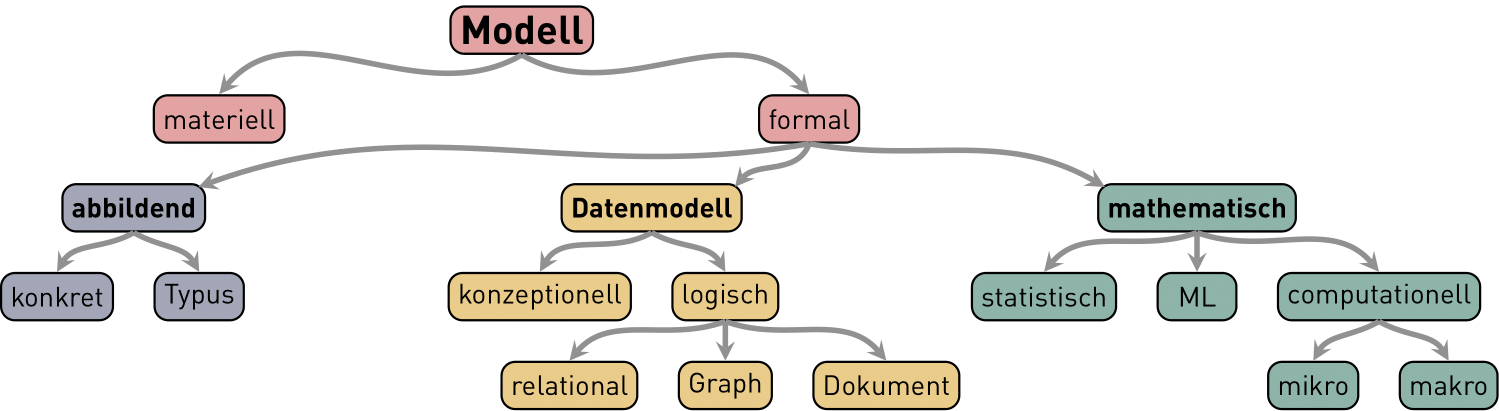 Modell
materiell
formal
abbildend
Datenmodell
mathematisch
konkret
Typus
konzeptionell
logisch
statistisch
ML
computationell
relational
Graph
Dokument
mikro
makro